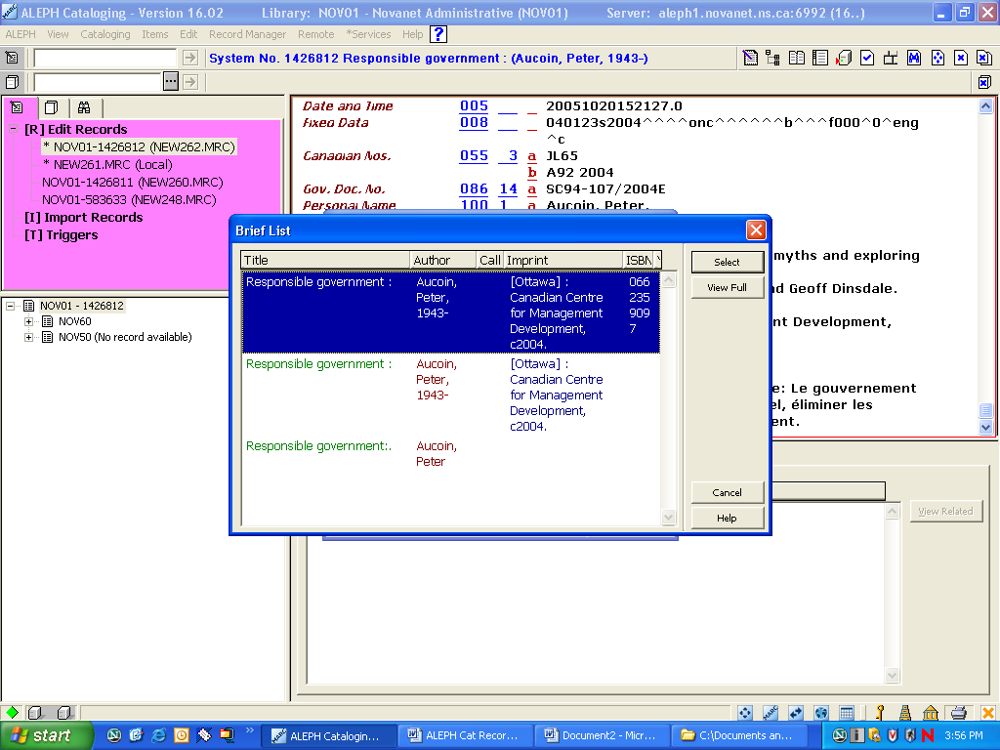 ALEPH Cataloging - Version 16.02 Library: NOV01 - Novanet Administrative (NOV01) Server: aleph1.novanet.ns.ca:6992 (16..)
ALEPH View Cataloging Items Edit Record Manager Remote *Services Help ?
System No. 1426812 Responsible government : (Aucoin, Peter, 1943-)
[R] Edit Records
* NOV01-1426812 (NEW262.MRC)
* NEW261.MRC (Local)
NOV01-1426811 (NEW260.MRC)
NOV01-583633 (NEW248.MRC)
[I] Import Records
[T] Triggers
NOV01 - 1426812
NOV60
NOV50 (No record available)
Date and Time 005 __ _ 20051020152127.0
Fixed Data 008 __ _ 040123s2004^^^^onc^^^^^^b^^^f000^0^eng
^c
Canadian Nos. 055 _3 a JL65
b A92 2004
Gov. Doc. No. 086 14 a SC94-107/2004E
Personal Name 100 1_ a Aucoin, Peter,
myths and exploring
d Geoff Dinsdale.
nt Development,
e: Le gouvernement
el, éliminer les
ent.
Brief List
Title Author Call Imprint ISBN
Responsible government : Aucoin, [Ottawa] : 066
Peter, Canadian Centre 235
1943- for Management 909
Development, 7
c2004.
Responsible government : Aucoin, [Ottawa] :
Peter, Canadian Centre
1943- for Management
Development,
c2004.
Responsible government:. Aucoin,
Peter
Select
View Full
Cancel
Help
View Related
start
ALEPH Catalogin...
ALEPH Cat Recor...
Document2 - Micr...
C:\Documents an...
3:56 PM